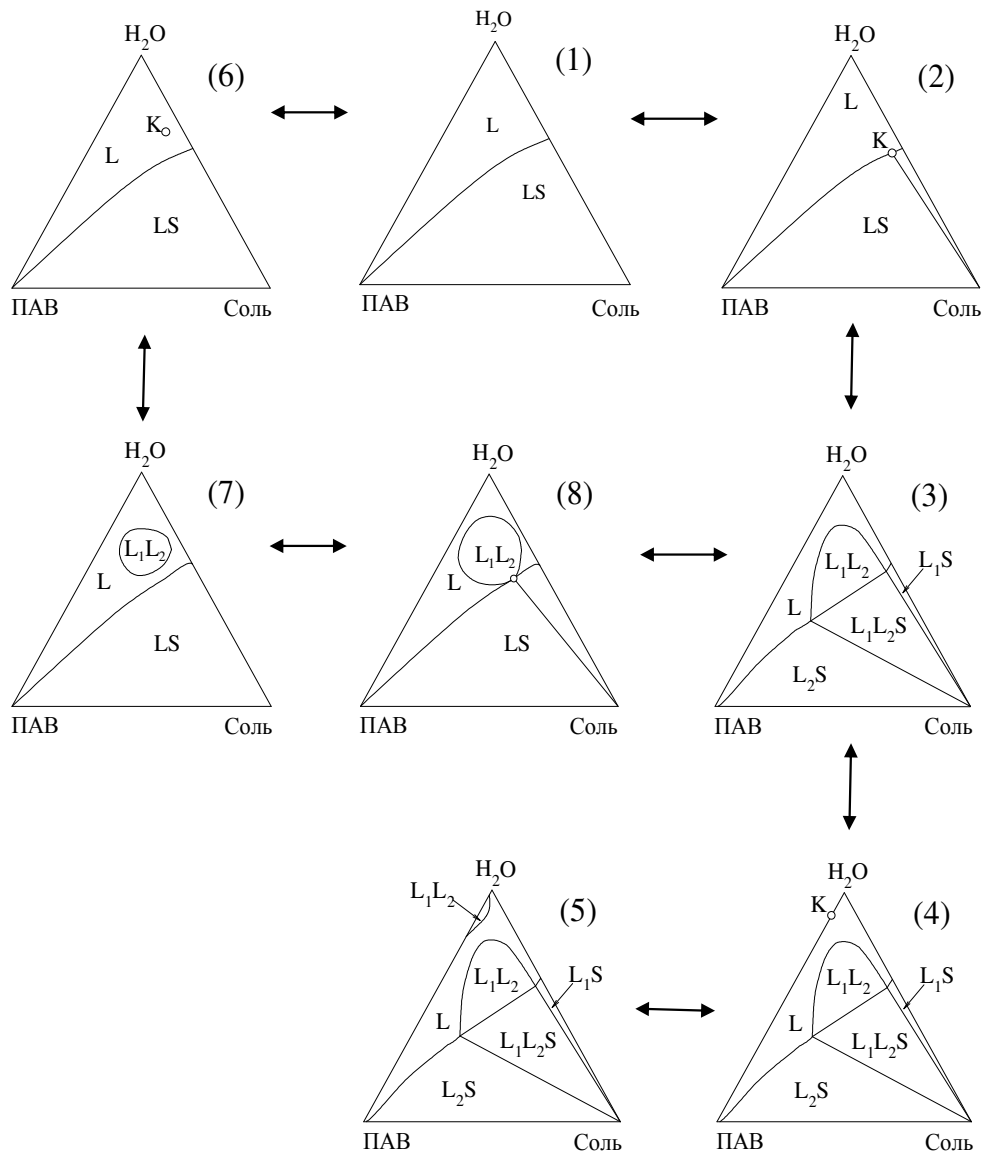 H₂O
(6)
K
L
LS
ПАВ Соль
H₂O
(1)
L
LS
ПАВ Соль
H₂O
(2)
L
K
LS
ПАВ Соль
H₂O
(7)
L₁L₂
L
LS
ПАВ Соль
H₂O
(8)
L₁L₂
L
LS
ПАВ Соль
H₂O
(3)
L₁L₂
L₁S
L
L₁L₂S
L₂S
ПАВ Соль
H₂O
L₁L₂
(5)
L₁L₂
L₁S
L
L₁L₂S
L₂S
ПАВ Соль
H₂O
K
(4)
L₁L₂
L₁S
L
L₁L₂S
L₂S
ПАВ Соль